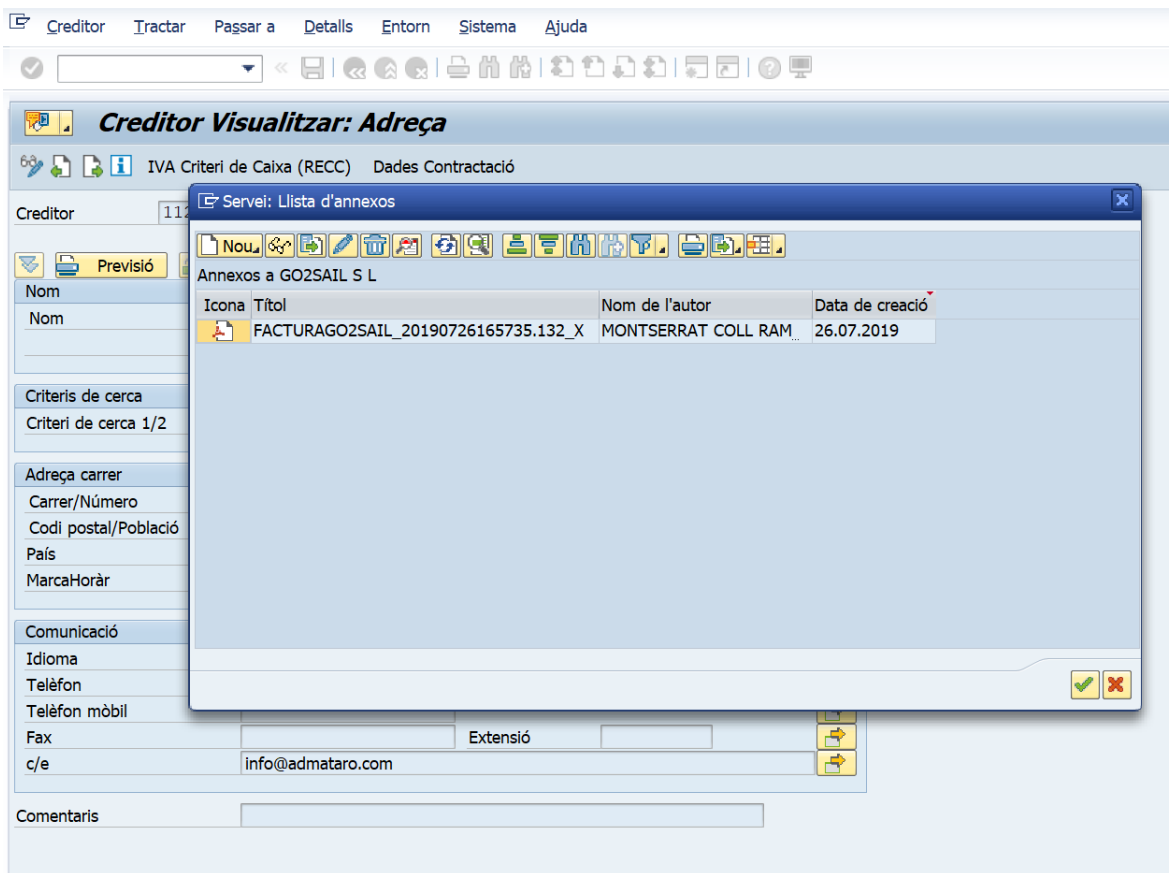 Creditor Tractar Passar a Detalls Entorn Sistema Ajuda
Creditor Visualitzar: Adreça
IVA Criteri de Caixa (RECC) Dades Contractació
Servei: Llista d'annexos
Creditor 112
Nou
Previsió
Annexos a GO2SAIL S L
Nom
Icona Títol Nom de l'autor Data de creació
Nom
FACTURAGO2SAIL_20190726165735.132_X MONTSERRAT COLL RAM 26.07.2019
Criteris de cerca
Criteri de cerca 1/2
Adreça carrer
Carrer/Número
Codi postal/Població
País
MarcaHoràr
Comunicació
Idioma
Telèfon
Telèfon mòbil
Fax Extensió
c/e info@admataro.com
Comentaris